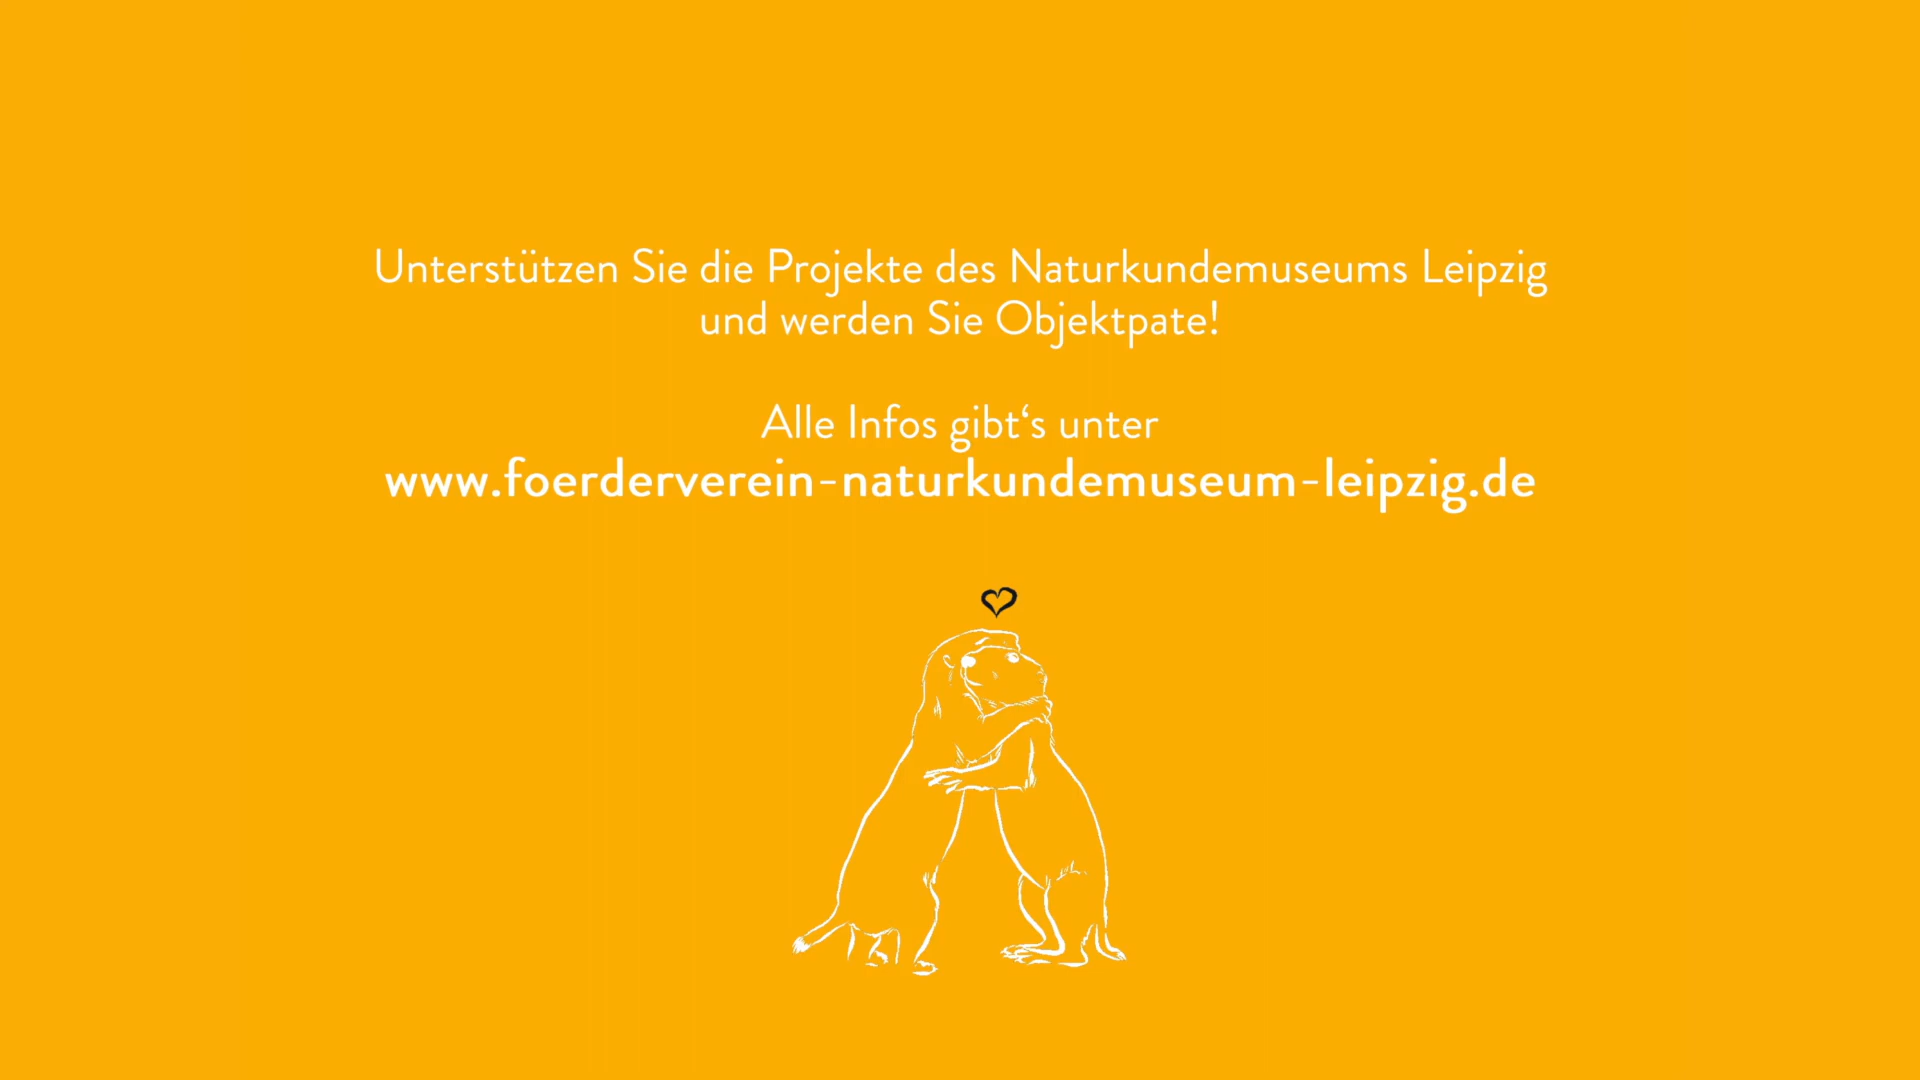 Unterstützen Sie die Projekte des Naturkundemuseums Leipzig
und werden Sie Objektpate!
Alle Infos gibt‘s unter
www.foerderverein-naturkundemuseum-leipzig.de